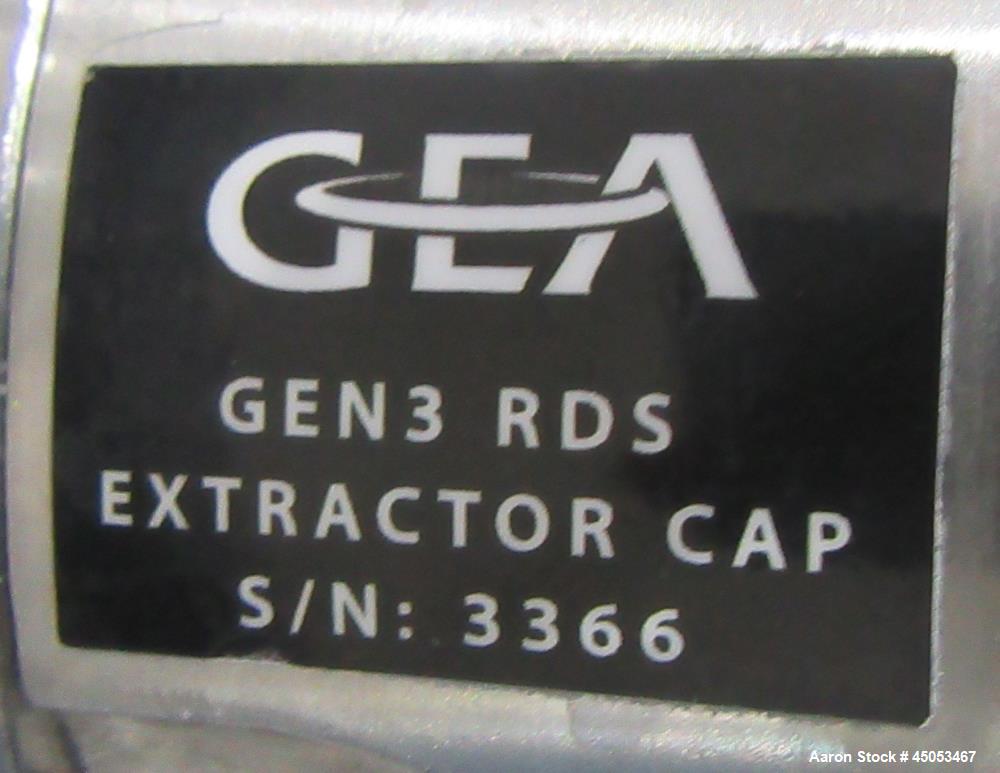 GEA
GEN3 RDS
EXTRACTOR CAP
S/N: 3366
Aaron Stock # 45053467